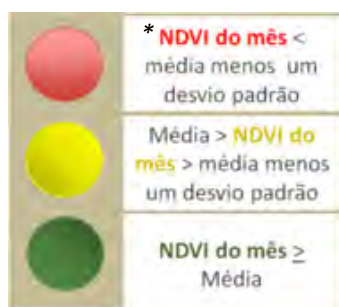 * NDVI do mês <
média menos um
desvio padrão
Média > NDVI do
mês > média menos
um desvio padrão
NDVI do mês ≥
Média